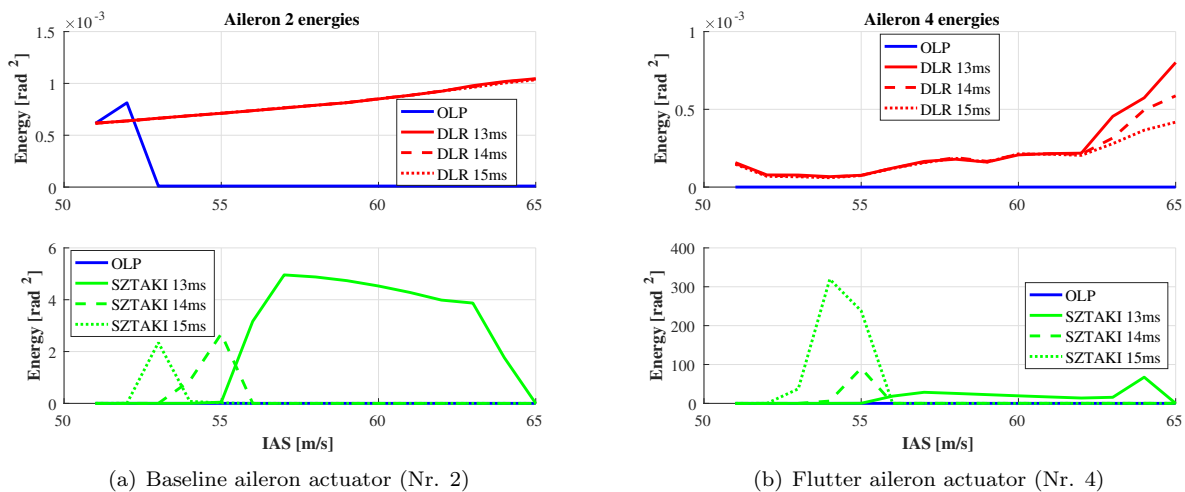 Aileron 2 energies
×10⁻³
1.5
1
0.5
0
Energy [rad ²]
50
55
60
65
OLP
DLR 13ms
DLR 14ms
DLR 15ms
6
4
2
0
Energy [rad ²]
OLP
SZTAKI 13ms
SZTAKI 14ms
SZTAKI 15ms
50
55
60
65
IAS [m/s]
(a) Baseline aileron actuator (Nr. 2)
Aileron 4 energies
×10⁻³
1
0.5
0
Energy [rad ²]
OLP
DLR 13ms
DLR 14ms
DLR 15ms
50
55
60
65
400
300
200
100
0
Energy [rad ²]
OLP
SZTAKI 13ms
SZTAKI 14ms
SZTAKI 15ms
50
55
60
65
IAS [m/s]
(b) Flutter aileron actuator (Nr. 4)